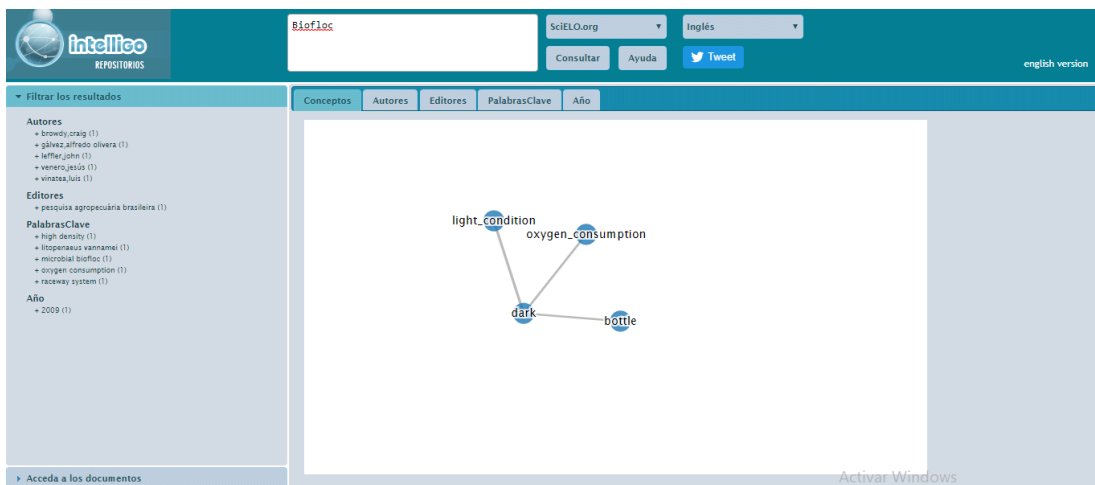 intelligo
REPOSITORIOS
Biofloc
SciELO.org
Inglés
Consultar
Ayuda
Tweet
english version
Filtrar los resultados
Autores
+ browdy,craig (1)
+ gálvez,alfredo olivera (1)
+ leffler,john (1)
+ venero,jesús (1)
+ vinatea,luis (1)
Editores
+ pesquisa agropecuária brasileira (1)
PalabrasClave
+ high density (1)
+ litopenaeus vannamei (1)
+ microbial biofloc (1)
+ oxygen consumption (1)
+ raceway system (1)
Año
+ 2009 (1)
Acceda a los documentos
Conceptos
Autores
Editores
PalabrasClave
Año
light_condition
oxygen_consumption
dark
bottle
Activar Windows